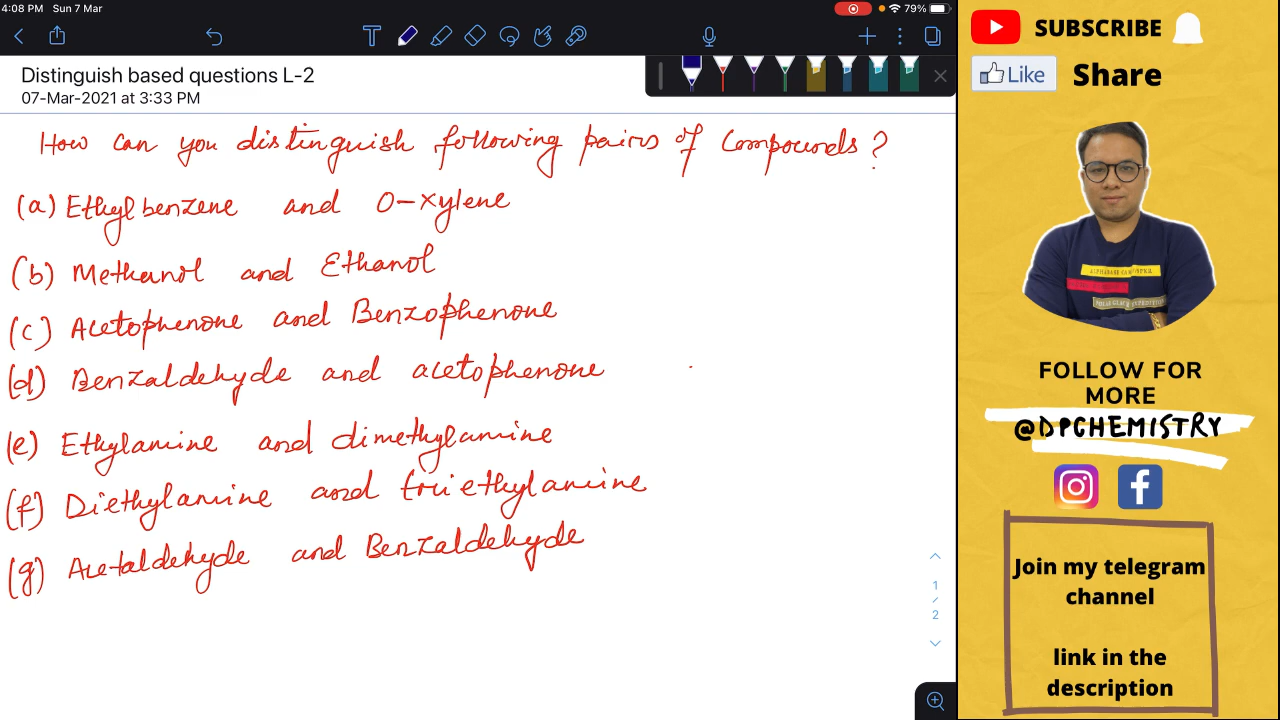 4:08 PM Sun 7 Mar
79%
Distinguish based questions L-2
07-Mar-2021 at 3:33 PM
How can you distinguish following pairs of Compounds ?
(a) Ethylbenzene and O-Xylene
(b) Methanol and Ethanol
(c) Acetophenone and Benzophenone
(d) Benzaldehyde and acetophenone
(e) Ethylamine and dimethylamine
(f) Diethylamine and triethylamine
(g) Acetaldehyde and Benzaldehyde
1
/
2
SUBSCRIBE
Like Share
FOLLOW FOR
MORE
@DPCHEMISTRY
Join my telegram
channel
link in the
description